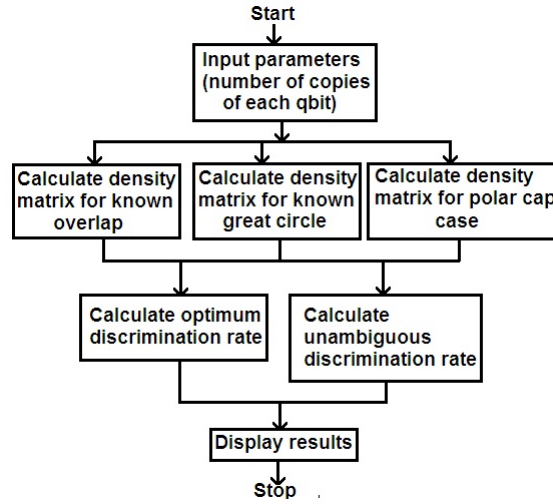 Start
Input parameters
(number of copies
of each qbit)
Calculate density
matrix for known
overlap
Calculate density
matrix for known
great circle
Calculate density
matrix for polar cap
case
Calculate optimum
discrimination rate
Calculate
unambiguous
discrimination rate
Display results
Stop